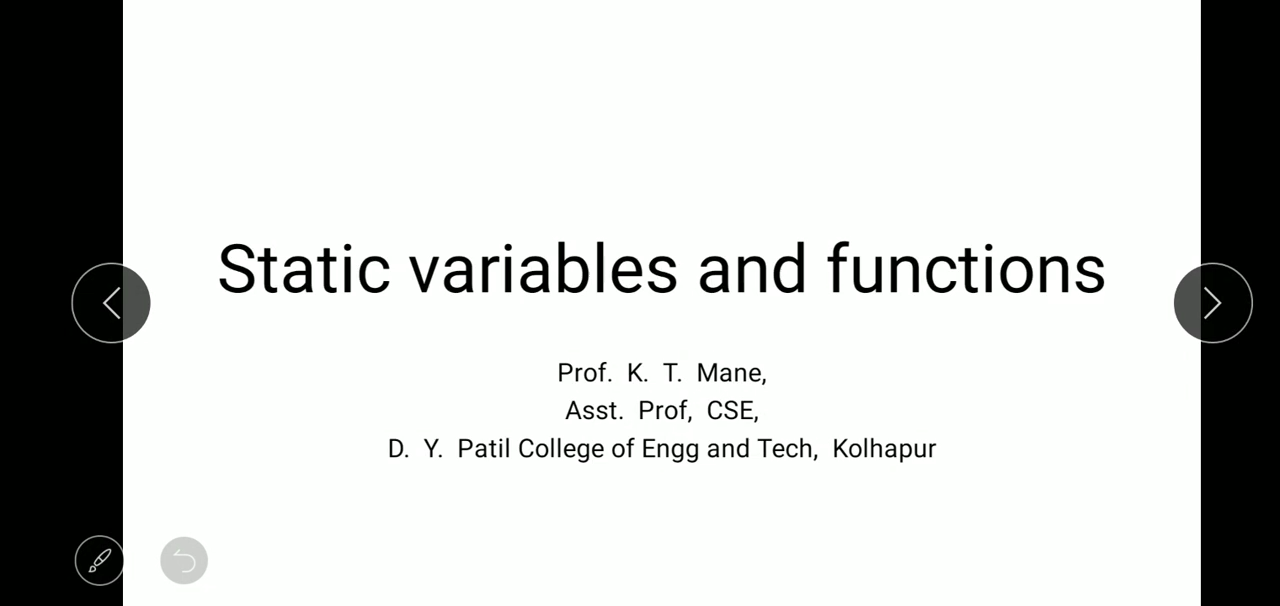 Static variables and functions
Prof. K. T. Mane,
Asst. Prof, CSE,
D. Y. Patil College of Engg and Tech, Kolhapur